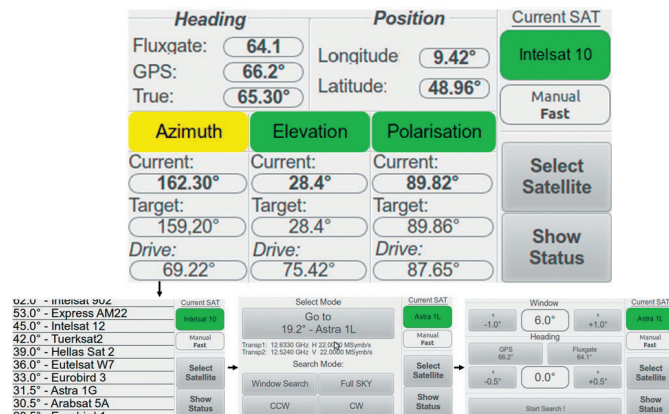 Heading
Fluxgate: 64.1
GPS: 66.2°
True: 65.30°
Position
Longitude 9.42°
Latitude: 48.96°
Current SAT
Intelsat 10
Manual
Fast
Select
Satellite
Show
Status
Azimuth
Current:
162.30°
Target:
159,20°
Drive:
69.22°
Elevation
Current:
28.4°
Target:
28.4°
Drive:
75.42°
Polarisation
Current:
89.82°
Target:
89.86°
Drive:
87.65°
62.0° - Intelsat 902
53.0° - Express AM22
45.0° - Intelsat 12
42.0° - Tuerksat2
39.0° - Hellas Sat 2
36.0° - Eutelsat W7
33.0° - Eurobird 3
31.5° - Astra 1G
30.5° - Arabsat 5A
Current SAT
Intelsat 10
Manual
Fast
Select
Satellite
Show
Status
Select Mode
Go to
19.2° - Astra 1L
Transp1: 12.6330 GHz H 22.0000 MSymb/s
Transp2: 12.5240 GHz V 22.0000 MSymb/s
Search Mode:
Window Search Full SKY
CCW CW
Current SAT
Astra 1L
Manual
Fast
Select
Satellite
Show
Status
Window
-1.0° 6.0° +1.0°
Heading
GPS
66.2°
Fluxgate
64.1°
-0.5° 0.0° +0.5°
Start Search !
Current SAT
Astra 1L
Manual
Fast
Select
Satellite
Show
Status